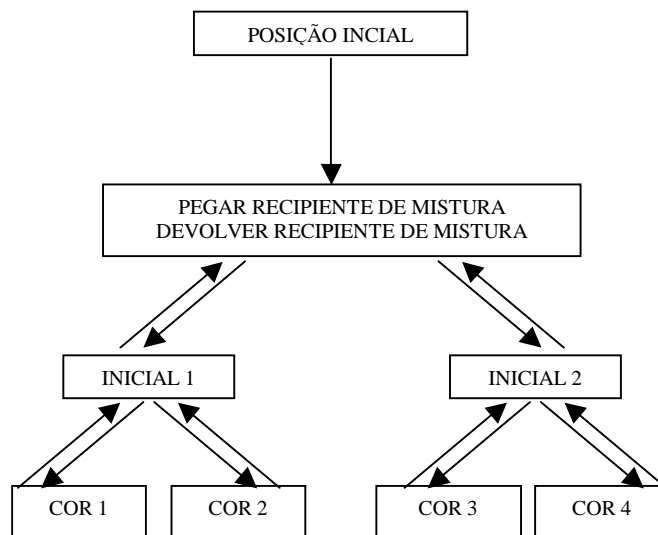 POSIÇÃO INCIAL
PEGAR RECIPIENTE DE MISTURA
DEVOLVER RECIPIENTE DE MISTURA
INICIAL 1
INICIAL 2
COR 1
COR 2
COR 3
COR 4